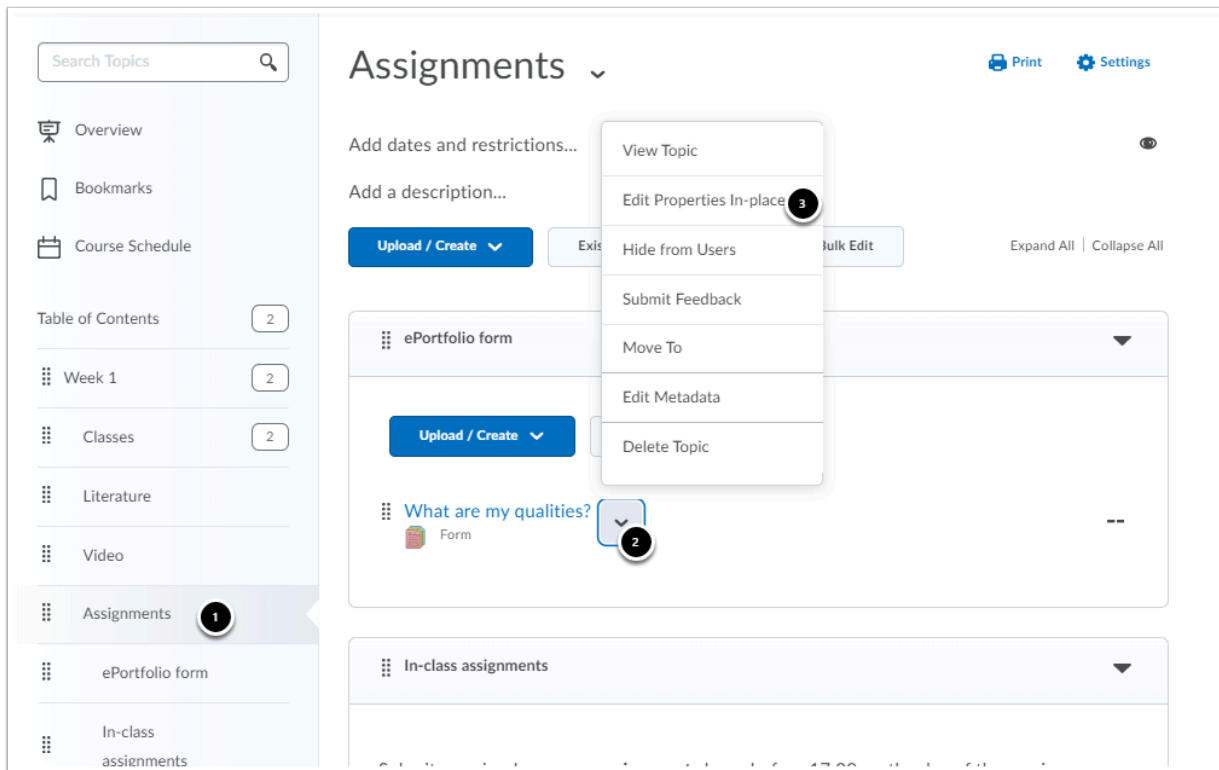 Search Topics
Overview
Bookmarks
Course Schedule
Table of Contents 2
Week 1 2
Classes 2
Literature
Video
Assignments 1
ePortfolio form
In-class
assignments
Assignments
Print Settings
Add dates and restrictions...
Add a description...
Upload / Create
Bulk Edit
Expand All | Collapse All
View Topic
Edit Properties In-place 3
Hide from Users
Submit Feedback
Move To
Edit Metadata
Delete Topic
ePortfolio form
Upload / Create
What are my qualities?
Form
2
--
In-class assignments